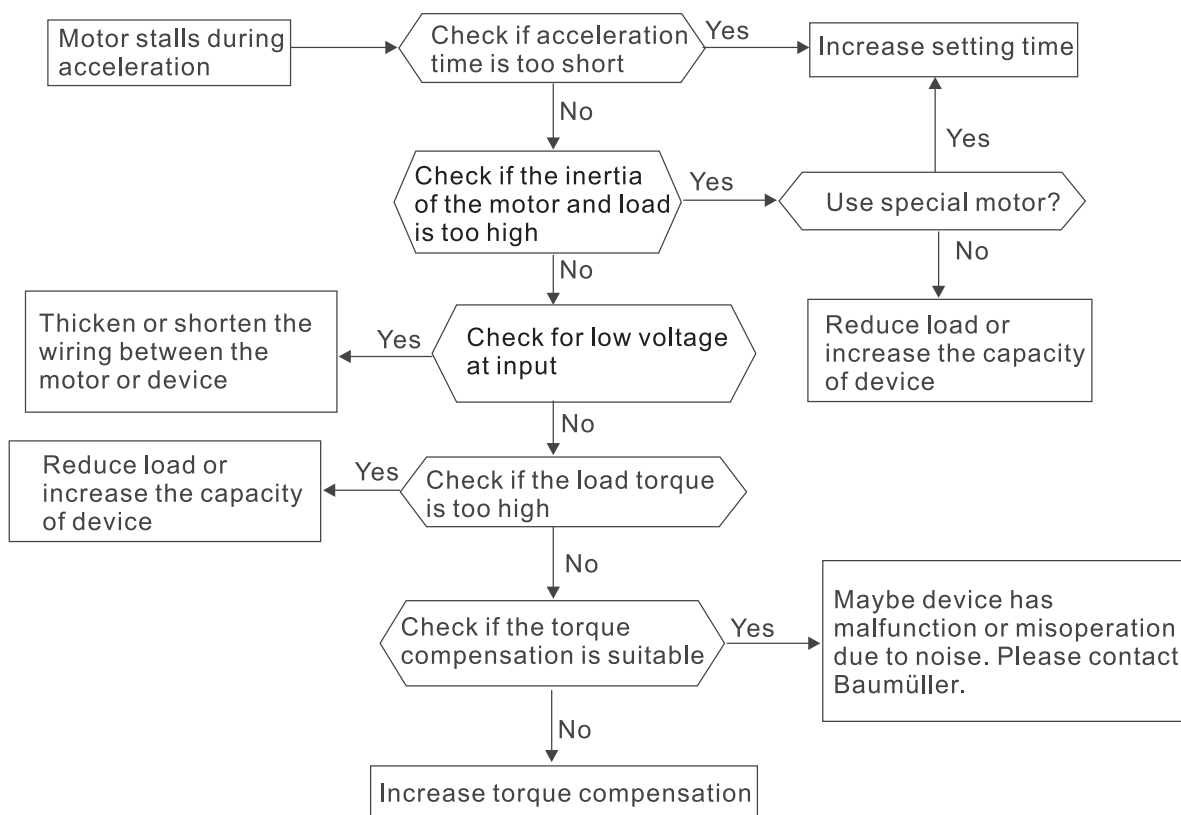 Motor stalls during
acceleration
Check if acceleration
time is too short
Yes
Increase setting time
No
Yes
Check if the inertia
of the motor and load
is too high
Yes
Use special motor?
No
No
Thicken or shorten the
wiring between the
motor or device
Yes
Check for low voltage
at input
Reduce load or
increase the capacity
of device
No
Reduce load or
increase the capacity
of device
Yes
Check if the load torque
is too high
No
Check if the torque
compensation is suitable
Yes
Maybe device has
malfunction or misoperation
due to noise. Please contact
Baumüller.
No
Increase torque compensation